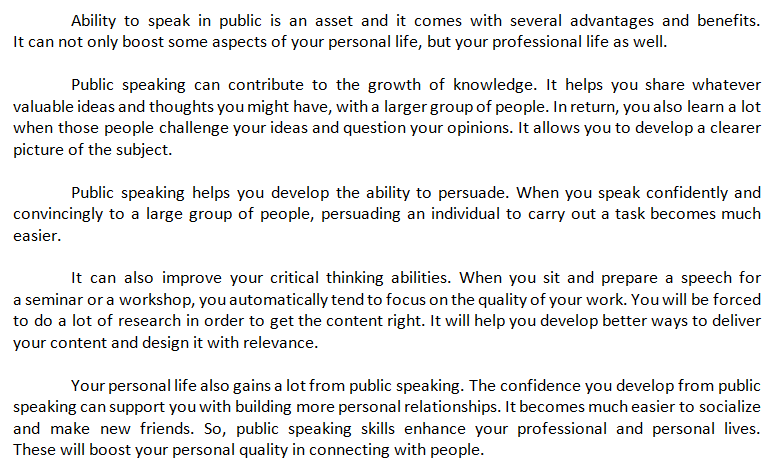 Ability to speak in public is an asset and it comes with several advantages and benefits.
It can not only boost some aspects of your personal life, but your professional life as well.
Public speaking can contribute to the growth of knowledge. It helps you share whatever
valuable ideas and thoughts you might have, with a larger group of people. In return, you also learn a lot
when those people challenge your ideas and question your opinions. It allows you to develop a clearer
picture of the subject.
Public speaking helps you develop the ability to persuade. When you speak confidently and
convincingly to a large group of people, persuading an individual to carry out a task becomes much
easier.
It can also improve your critical thinking abilities. When you sit and prepare a speech for
a seminar or a workshop, you automatically tend to focus on the quality of your work. You will be forced
to do a lot of research in order to get the content right. It will help you develop better ways to deliver
your content and design it with relevance.
Your personal life also gains a lot from public speaking. The confidence you develop from public
speaking can support you with building more personal relationships. It becomes much easier to socialize
and make new friends. So, public speaking skills enhance your professional and personal lives.
These will boost your personal quality in connecting with people.